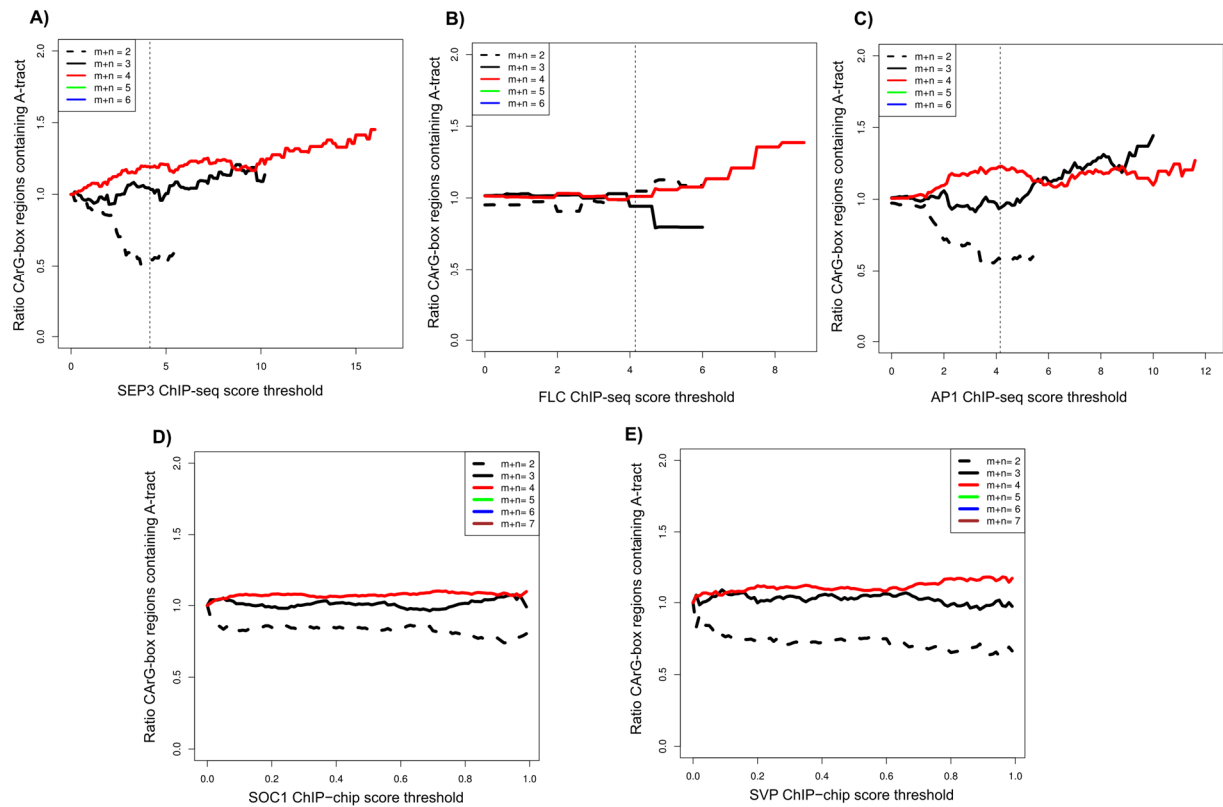 A)
Ratio CArG-box regions containing A-tract
2.0
1.5
1.0
0.5
0.0
m+n = 2
m+n = 3
m+n = 4
m+n = 5
m+n = 6
0 5 10 15
SEP3 ChIP-seq score threshold
B)
Ratio CArG-box regions containing A-tract
2.0
1.5
1.0
0.5
0.0
m+n = 2
m+n = 3
m+n = 4
m+n = 5
m+n = 6
0 2 4 6 8
FLC ChIP-seq score threshold
C)
Ratio CArG-box regions containing A-tract
2.0
1.5
1.0
0.5
0.0
m+n = 2
m+n = 3
m+n = 4
m+n = 5
m+n = 6
0 2 4 6 8 10 12
AP1 ChIP-seq score threshold
D)
Ratio CArG-box regions containing A-tract
2.0
1.5
1.0
0.5
0.0
m+n= 2
m+n= 3
m+n= 4
m+n= 5
m+n= 6
m+n= 7
0.0 0.2 0.4 0.6 0.8 1.0
SOC1 ChIP−chip score threshold
E)
Ratio CArG-box regions containing A-tract
2.0
1.5
1.0
0.5
0.0
m+n= 2
m+n= 3
m+n= 4
m+n= 5
m+n= 6
m+n= 7
0.0 0.2 0.4 0.6 0.8 1.0
SVP ChIP−chip score threshold